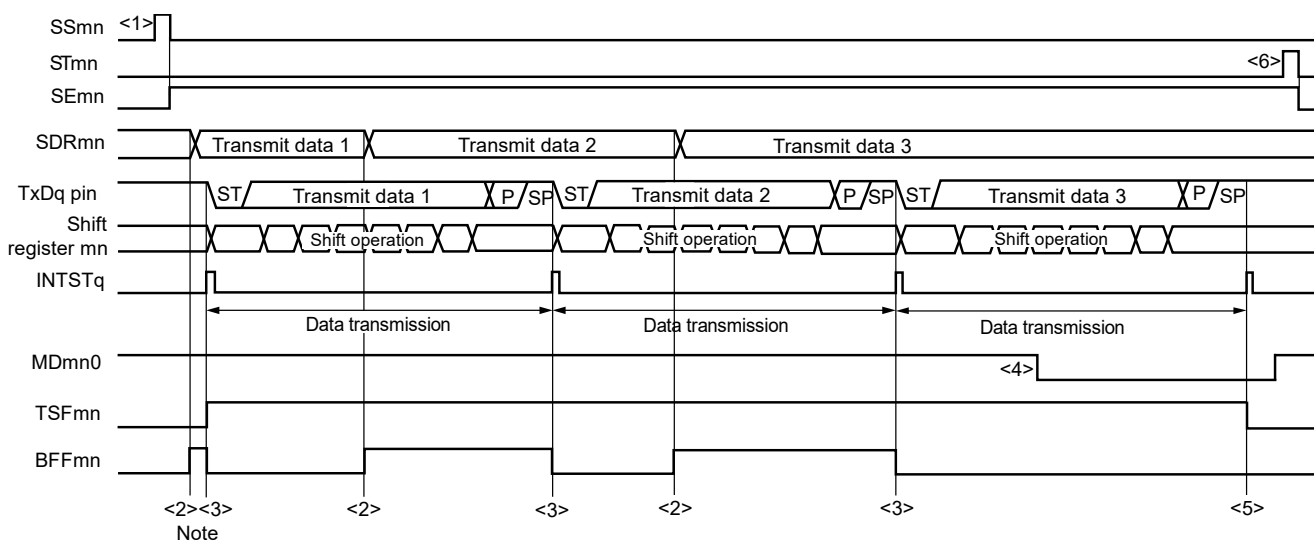 SSmn <1>
STmn <6>
SEmn
SDRmn Transmit data 1 Transmit data 2 Transmit data 3
TxDq pin ST Transmit data 1 P SP ST Transmit data 2 P SP ST Transmit data 3 P SP
Shift
register mn Shift operation Shift operation Shift operation
INTSTq
Data transmission Data transmission Data transmission
MDmn0 <4>
TSFmn
BFFmn
<2> <3> <2> <3> <2> <3> <5>
Note